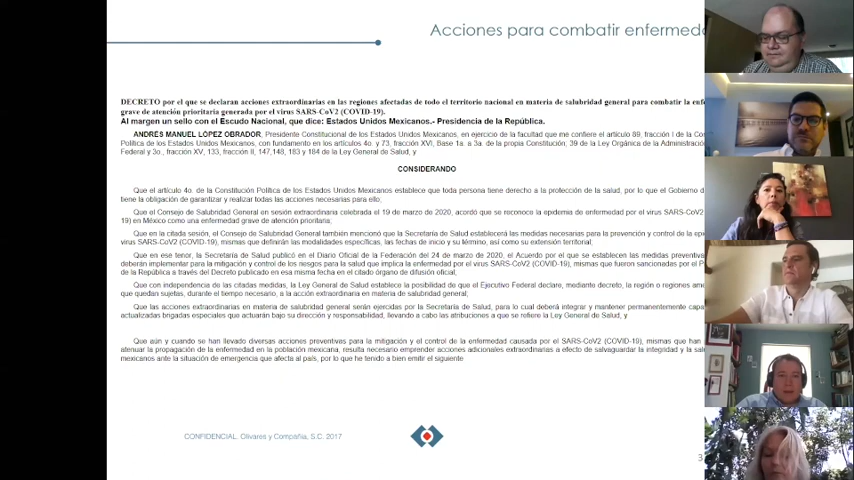 Acciones para combatir enfermed
DECRETO por el que se declaran acciones extraordinarias en las regiones afectadas de todo el territorio nacional en materia de salubridad general para combatir la enf
grave de atención prioritaria generada por el virus SARS-CoV2 (COVID-19).
Al margen un sello con el Escudo Nacional, que dice: Estados Unidos Mexicanos.- Presidencia de la República.
ANDRÉS MANUEL LÓPEZ OBRADOR, Presidente Constitucional de los Estados Unidos Mexicanos, en ejercicio de la facultad que me confiere el artículo 89, fracción I de la Co
Política de los Estados Unidos Mexicanos, con fundamento en los artículos 4o. y 73, fracción XVI, Base 1a. a 3a. de la propia Constitución; 39 de la Ley Orgánica de la Administració
Federal y 3o., fracción XV, 133, fracción II, 147,148, 183 y 184 de la Ley General de Salud, y
CONSIDERANDO
Que el artículo 4o. de la Constitución Política de los Estados Unidos Mexicanos establece que toda persona tiene derecho a la protección de la salud, por lo que el Gobierno d
tiene la obligación de garantizar y realizar todas las acciones necesarias para ello;
Que el Consejo de Salubridad General en sesión extraordinaria celebrada el 19 de marzo de 2020, acordó que se reconoce la epidemia de enfermedad por el virus SARS-CoV2
19) en México como una enfermedad grave de atención prioritaria;
Que en la citada sesión, el Consejo de Salubridad General también mencionó que la Secretaría de Salud establecerá las medidas necesarias para la prevención y control de la ep
virus SARS-CoV2 (COVID-19), mismas que definirán las modalidades específicas, las fechas de inicio y su término, así como su extensión territorial;
Que en ese tenor, la Secretaría de Salud publicó en el Diario Oficial de la Federación del 24 de marzo de 2020, el Acuerdo por el que se establecen las medidas preventiva
deberán implementar para la mitigación y control de los riesgos para la salud que implica la enfermedad por el virus SARS-CoV2 (COVID-19), mismas que fueron sancionadas por el P
de la República a través del Decreto publicado en esa misma fecha en el citado órgano de difusión oficial;
Que con independencia de las citadas medidas, la Ley General de Salud establece la posibilidad de que el Ejecutivo Federal declare, mediante decreto, la región o regiones ame
que quedan sujetas, durante el tiempo necesario, a la acción extraordinaria en materia de salubridad general;
Que las acciones extraordinarias en materia de salubridad general serán ejercidas por la Secretaría de Salud, para lo cual deberá integrar y mantener permanentemente capa
actualizadas brigadas especiales que actuarán bajo su dirección y responsabilidad, llevando a cabo las atribuciones a que se refiere la Ley General de Salud, y
Que aún y cuando se han llevado diversas acciones preventivas para la mitigación y el control de la enfermedad causada por el SARS-CoV2 (COVID-19), mismas que han
atenuar la propagación de la enfermedad en la población mexicana, resulta necesario emprender acciones adicionales extraordinarias a efecto de salvaguardar la integridad y la sal
mexicanos ante la situación de emergencia que afecta al país, por lo que he tenido a bien emitir el siguiente
CONFIDENCIAL. Olivares y Compañía, S.C. 2017
3